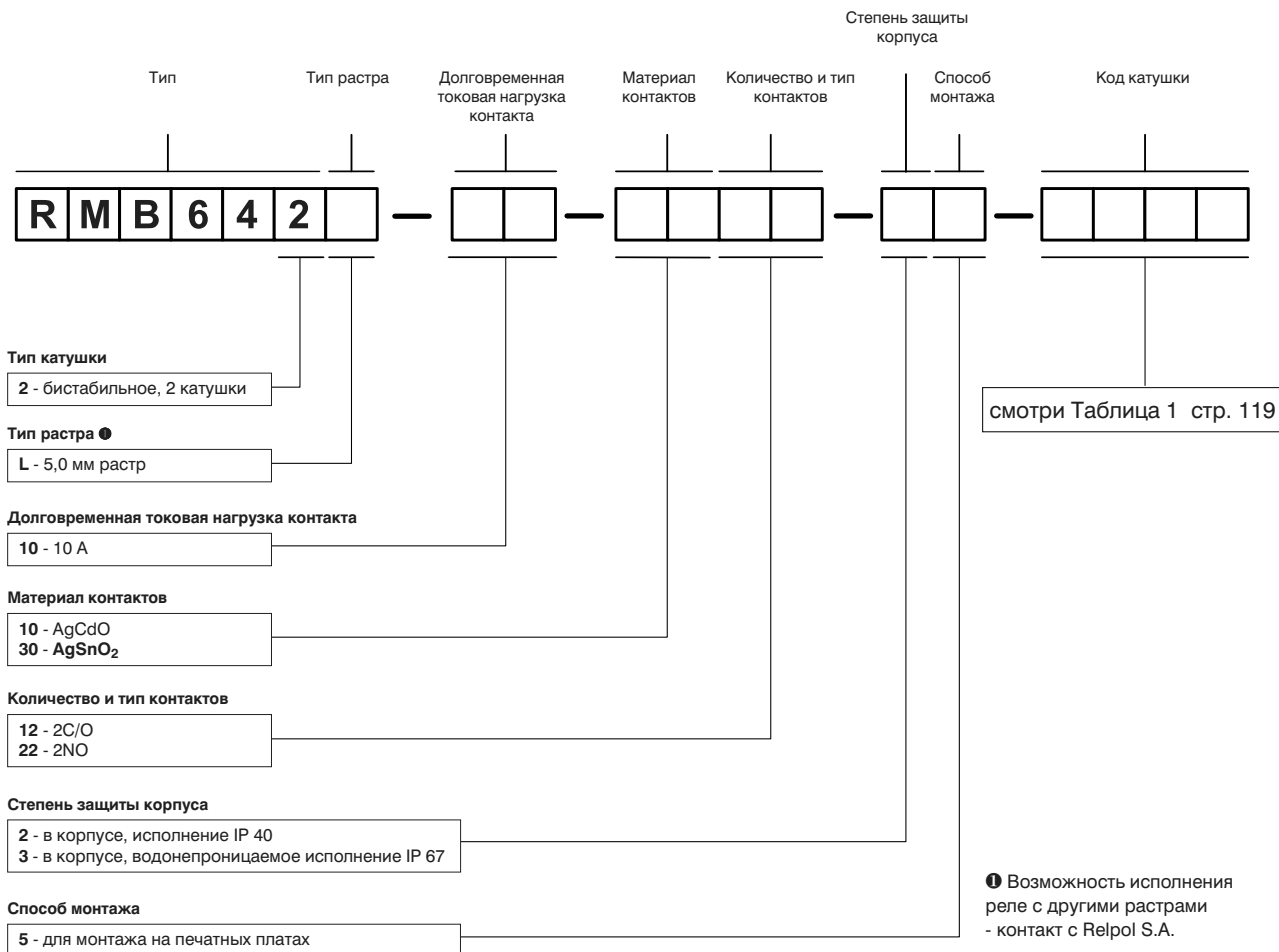 Степень защиты
корпуса
Тип
Тип растра
Долговременная
токовая нагрузка
контакта
Материал
контактов
Количество и тип
контактов
Способ
монтажа
Код катушки
RMB642 — — — —
Тип катушки
2 - бистабильное, 2 катушки
Тип растра ❶
L - 5,0 мм растр
Долговременная токовая нагрузка контакта
10 - 10 A
Материал контактов
10 - AgCdO
30 - AgSnO₂
Количество и тип контактов
12 - 2C/O
22 - 2NO
Степень защиты корпуса
2 - в корпусе, исполнение IP 40
3 - в корпусе, водонепроницаемое исполнение IP 67
Способ монтажа
5 - для монтажа на печатных платах
смотри Таблица 1 стр. 119
❶ Возможность исполнения
реле с другими растрами
- контакт с Relpol S.A.